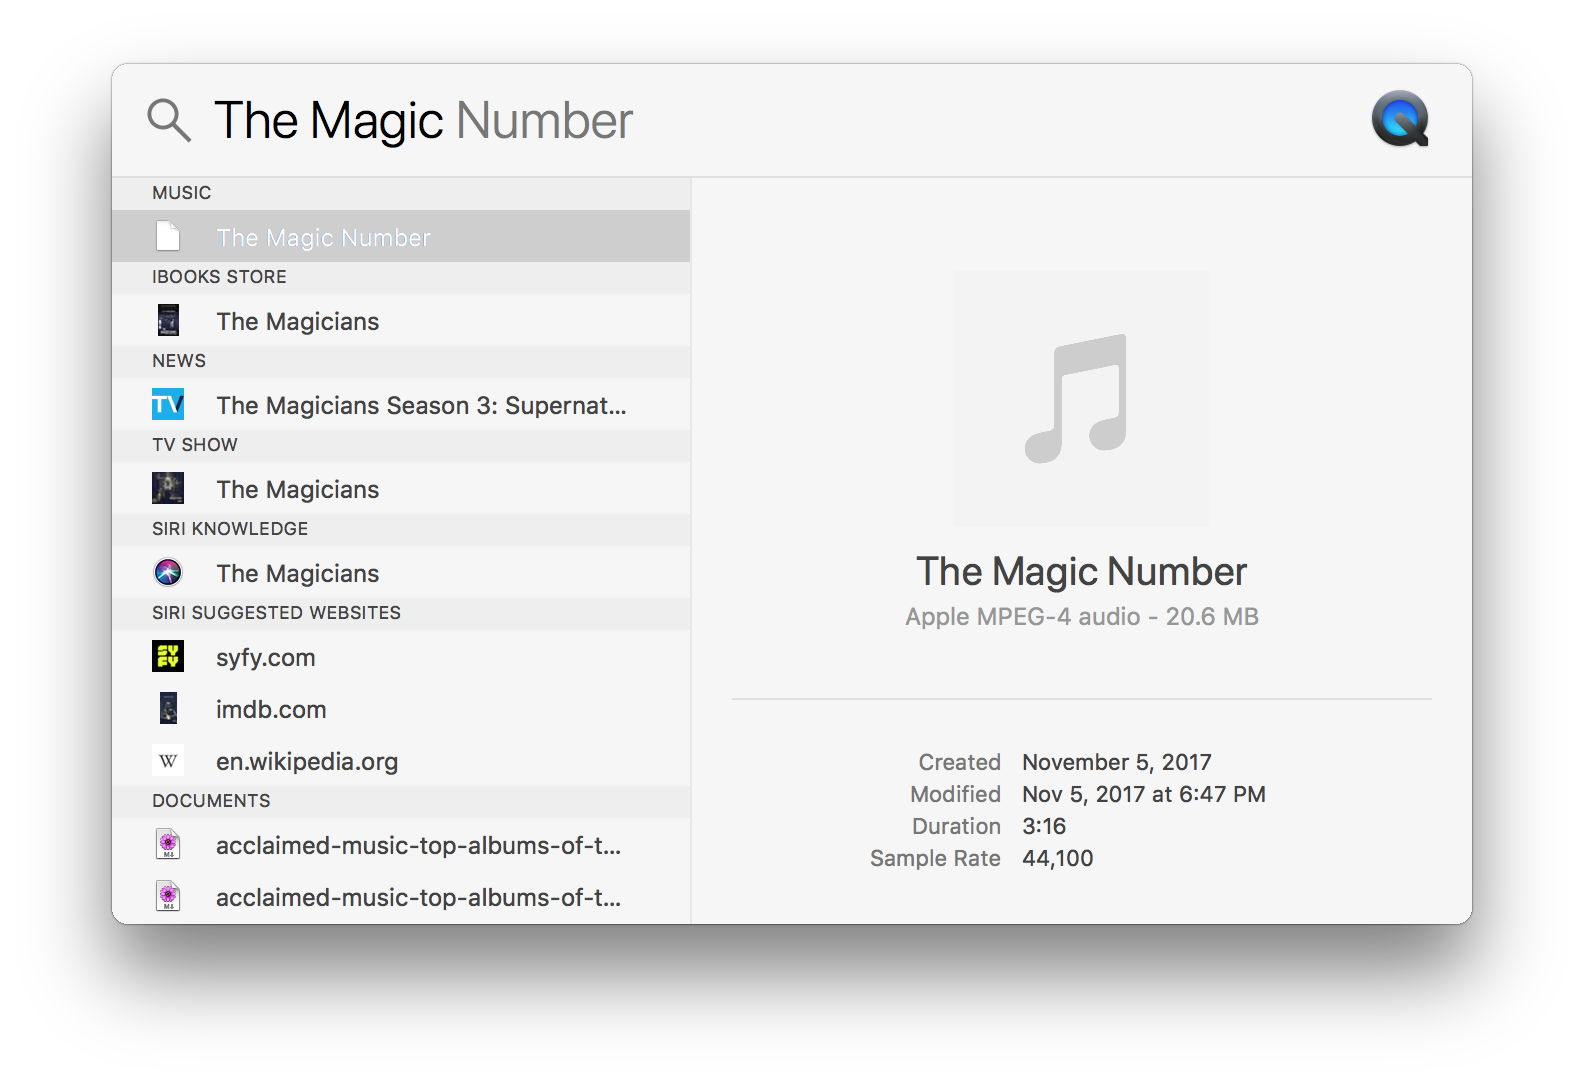 The Magic Number
MUSIC
The Magic Number
IBOOKS STORE
The Magicians
NEWS
TV
The Magicians Season 3: Supernat...
TV SHOW
The Magicians
SIRI KNOWLEDGE
The Magicians
SIRI SUGGESTED WEBSITES
SYFY
syfy.com
imdb.com
W
en.wikipedia.org
DOCUMENTS
M↓
acclaimed-music-top-albums-of-t...
M↓
acclaimed-music-top-albums-of-t...
The Magic Number
Apple MPEG-4 audio - 20.6 MB
Created November 5, 2017
Modified Nov 5, 2017 at 6:47 PM
Duration 3:16
Sample Rate 44,100